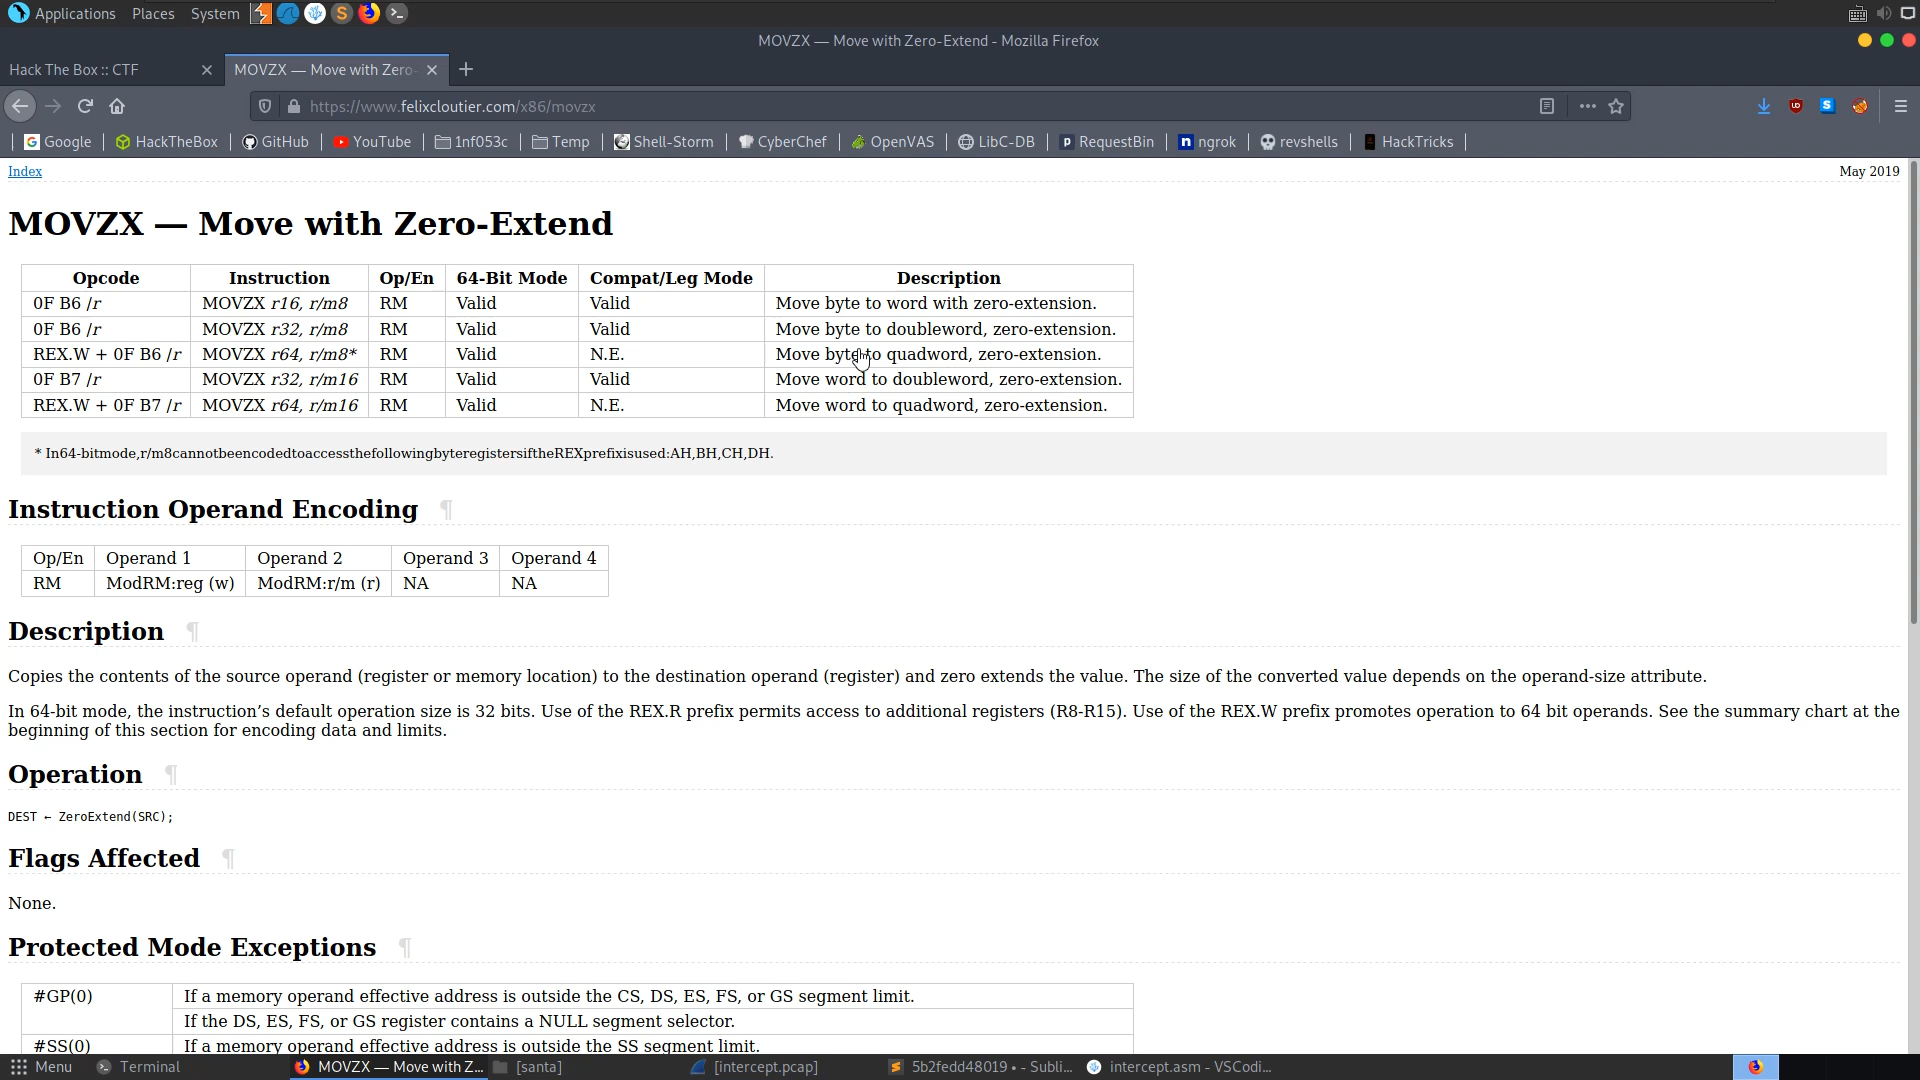 Applications Places System
MOVZX — Move with Zero-Extend - Mozilla Firefox
Hack The Box :: CTF
MOVZX — Move with Zero-
https://www.felixcloutier.com/x86/movzx
Google HackTheBox GitHub YouTube 1nf053c Temp Shell-Storm CyberChef OpenVAS LibC-DB RequestBin ngrok revshells HackTricks
Index May 2019
MOVZX — Move with Zero-Extend
Opcode Instruction Op/En 64-Bit Mode Compat/Leg Mode Description
0F B6 /r MOVZX r16, r/m8 RM Valid Valid Move byte to word with zero-extension.
0F B6 /r MOVZX r32, r/m8 RM Valid Valid Move byte to doubleword, zero-extension.
REX.W + 0F B6 /r MOVZX r64, r/m8* RM Valid N.E. Move byte to quadword, zero-extension.
0F B7 /r MOVZX r32, r/m16 RM Valid Valid Move word to doubleword, zero-extension.
REX.W + 0F B7 /r MOVZX r64, r/m16 RM Valid N.E. Move word to quadword, zero-extension.
* In64-bitmode,r/m8cannotbeencodedtoaccessthefollowingbyteregistersiftheREXprefixisused:AH,BH,CH,DH.
Instruction Operand Encoding ¶
Op/En Operand 1 Operand 2 Operand 3 Operand 4
RM ModRM:reg (w) ModRM:r/m (r) NA NA
Description ¶
Copies the contents of the source operand (register or memory location) to the destination operand (register) and zero extends the value. The size of the converted value depends on the operand-size attribute.
In 64-bit mode, the instruction’s default operation size is 32 bits. Use of the REX.R prefix permits access to additional registers (R8-R15). Use of the REX.W prefix promotes operation to 64 bit operands. See the summary chart at the
beginning of this section for encoding data and limits.
Operation ¶
DEST ← ZeroExtend(SRC);
Flags Affected ¶
None.
Protected Mode Exceptions ¶
#GP(0) If a memory operand effective address is outside the CS, DS, ES, FS, or GS segment limit.
If the DS, ES, FS, or GS register contains a NULL segment selector.
#SS(0) If a memory operand effective address is outside the SS segment limit.
Menu Terminal MOVZX — Move with Z... [santa] [intercept.pcap] 5b2fedd48019 • - Subli... intercept.asm - VSCodi...